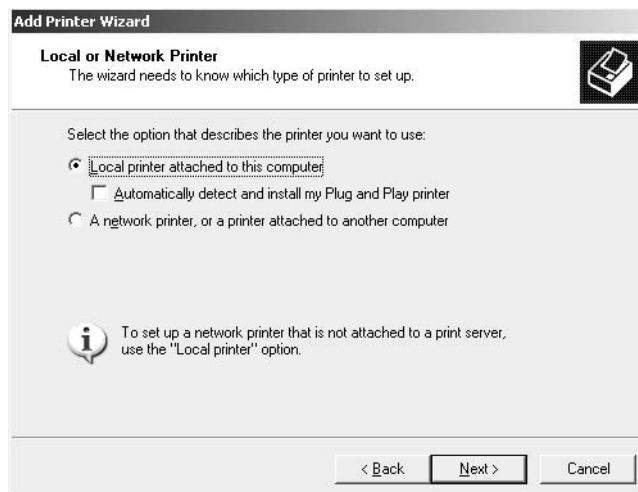 Add Printer Wizard
Local or Network Printer
The wizard needs to know which type of printer to set up.
Select the option that describes the printer you want to use:
Local printer attached to this computer
Automatically detect and install my Plug and Play printer
A network printer, or a printer attached to another computer
To set up a network printer that is not attached to a print server,
use the "Local printer" option.
< Back
Next >
Cancel